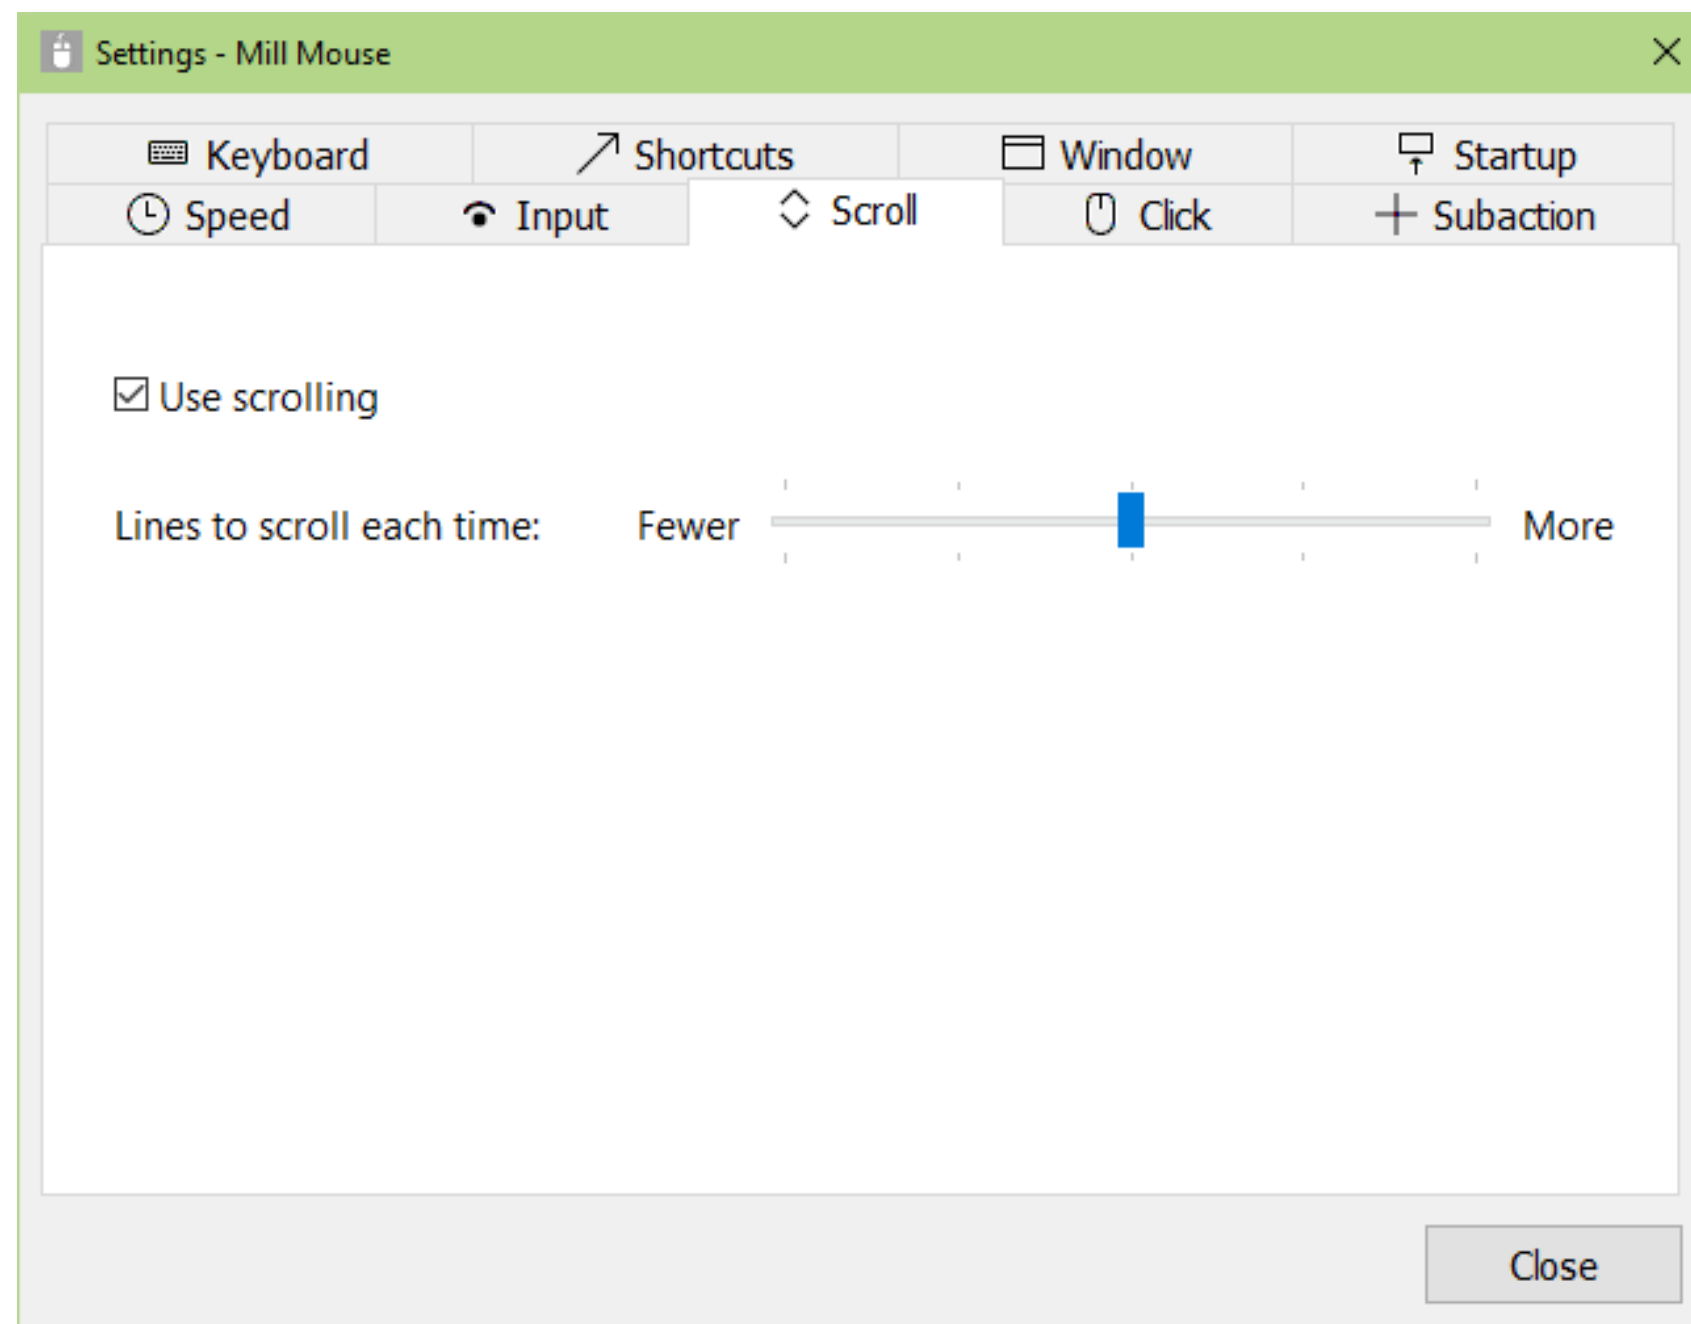 Settings - Mill Mouse
Keyboard Shortcuts Window Startup
Speed Input Scroll Click Subaction
Use scrolling
Lines to scroll each time: Fewer More
Close